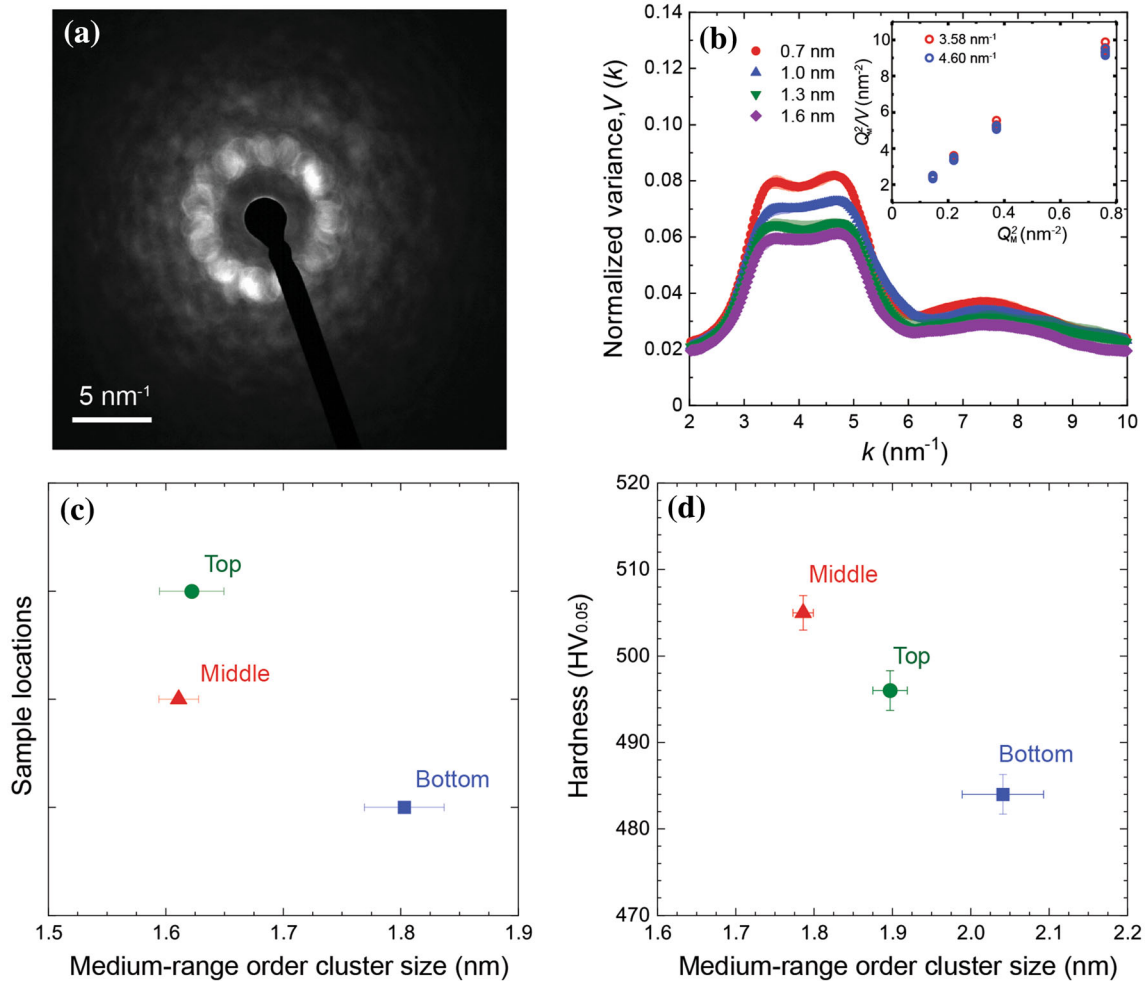 (a)
5 nm⁻¹
(b)
Normalized variance,V (k)
0.14
0.12
0.10
0.08
0.06
0.04
0.02
0
2 3 4 5 6 7 8 9 10
k (nm⁻¹)
0.7 nm
1.0 nm
1.3 nm
1.6 nm
3.58 nm⁻¹
4.60 nm⁻¹
Q_M²/V (nm⁻²)
10
8
6
4
2
0 0.2 0.4 0.6 0.8
Q_M² (nm⁻²)
(c)
Sample locations
Top
Middle
Bottom
1.5 1.6 1.7 1.8 1.9
Medium-range order cluster size (nm)
(d)
Hardness (HV₀.₀₅)
520
510
500
490
480
470
Middle
Top
Bottom
1.6 1.7 1.8 1.9 2.0 2.1 2.2
Medium-range order cluster size (nm)